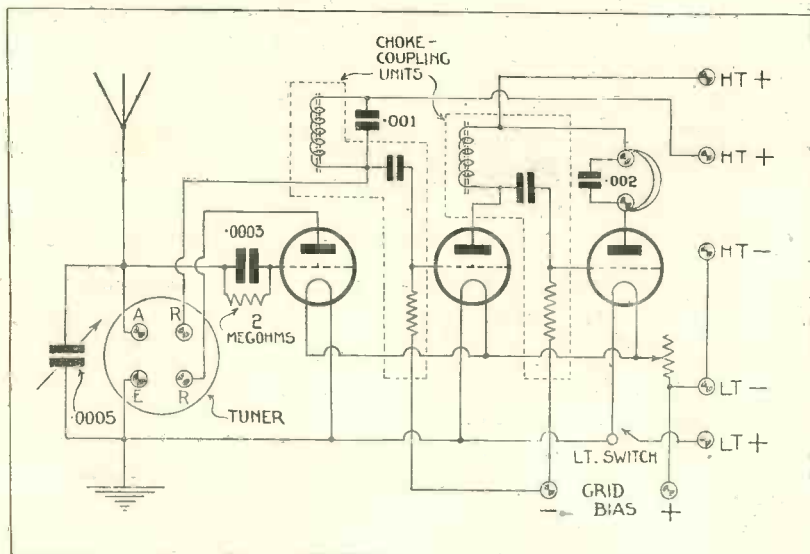 CHOKE-
COUPLING
UNITS
HT +
.001
HT +
.002
.0003
HT -
2
MEGOHMS
A R
E R
.0005
TUNER
LT -
LT +
LT. SWITCH
GRID
BIAS
- +